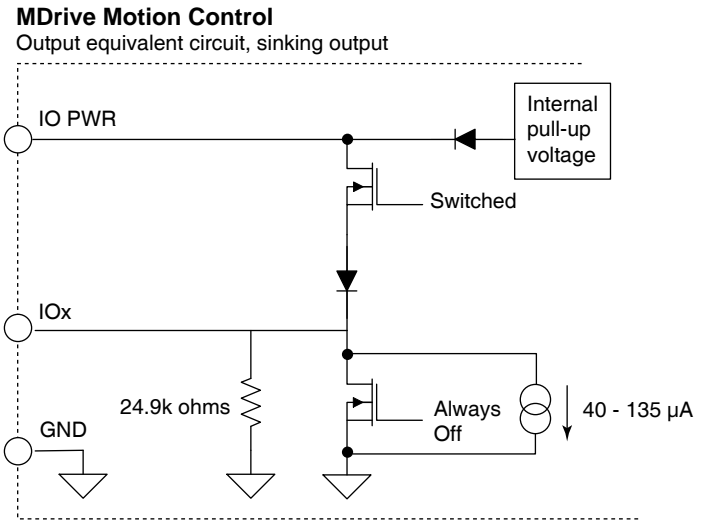 MDrive Motion Control
Output equivalent circuit, sinking output
IO PWR
Internal
pull-up
voltage
Switched
IOx
24.9k ohms
Always
Off
40 - 135 µA
GND